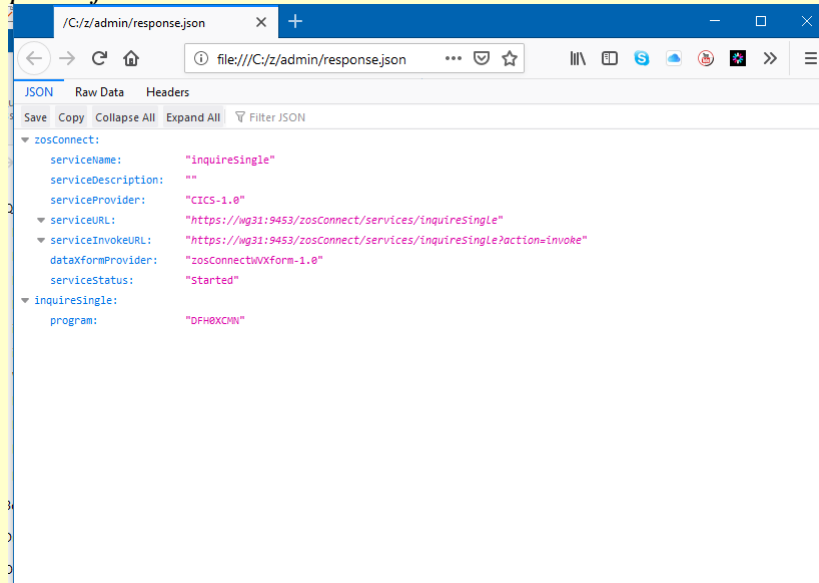 /C:/z/admin/response.json
file:///C:/z/admin/response.json
JSON Raw Data Headers
Save Copy Collapse All Expand All Filter JSON
zosConnect:
serviceName: "inquireSingle"
serviceDescription: ""
serviceProvider: "CICS-1.0"
serviceURL: "https://wg31:9453/zosConnect/services/inquireSingle"
serviceInvokeURL: "https://wg31:9453/zosConnect/services/inquireSingle?action=invoke"
dataXformProvider: "zosConnectWVXform-1.0"
serviceStatus: "Started"
inquireSingle:
program: "DFH0XCMN"